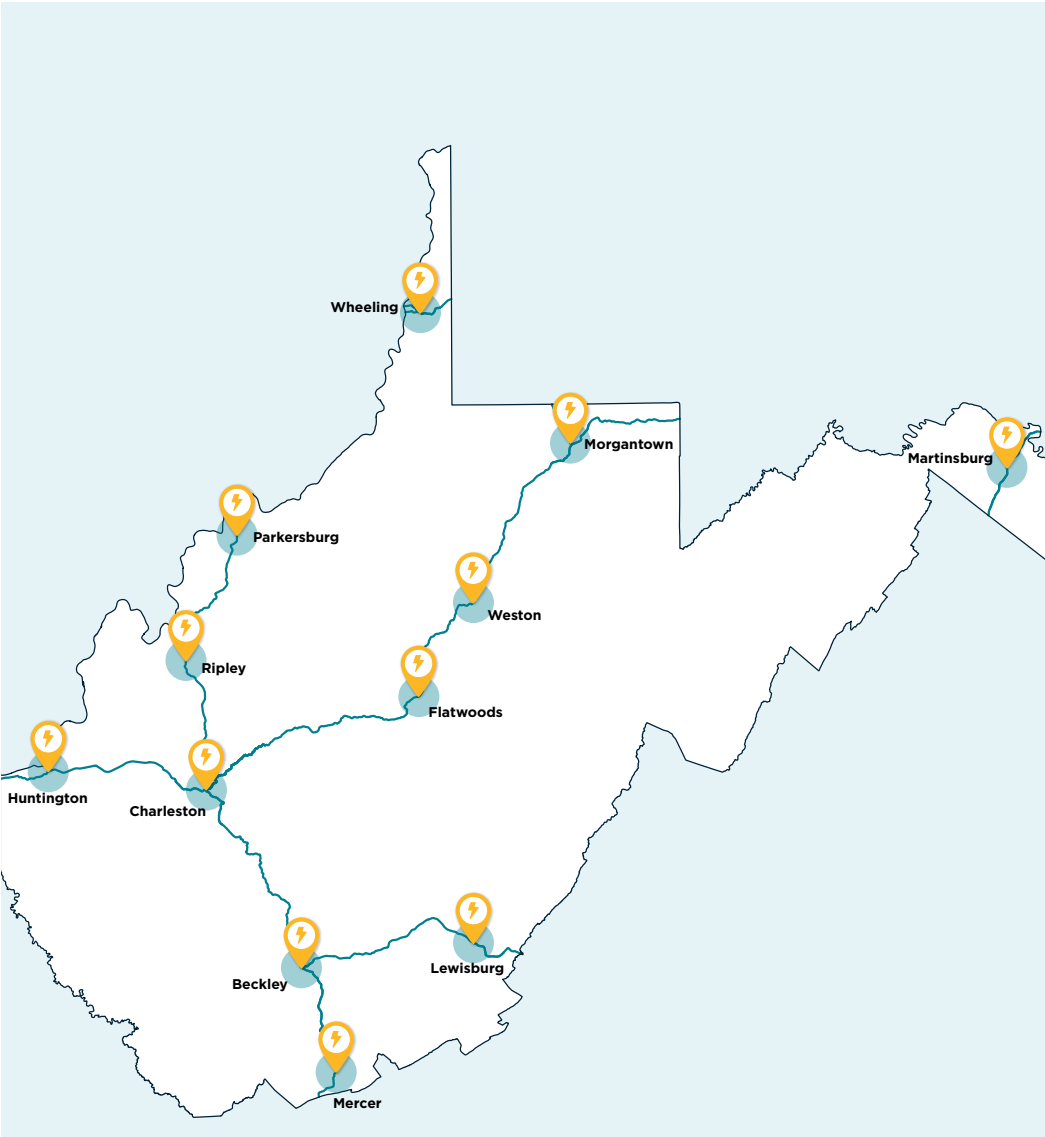 Wheeling
Morgantown
Martinsburg
Parkersburg
Weston
Ripley
Flatwoods
Huntington
Charleston
Lewisburg
Beckley
Mercer